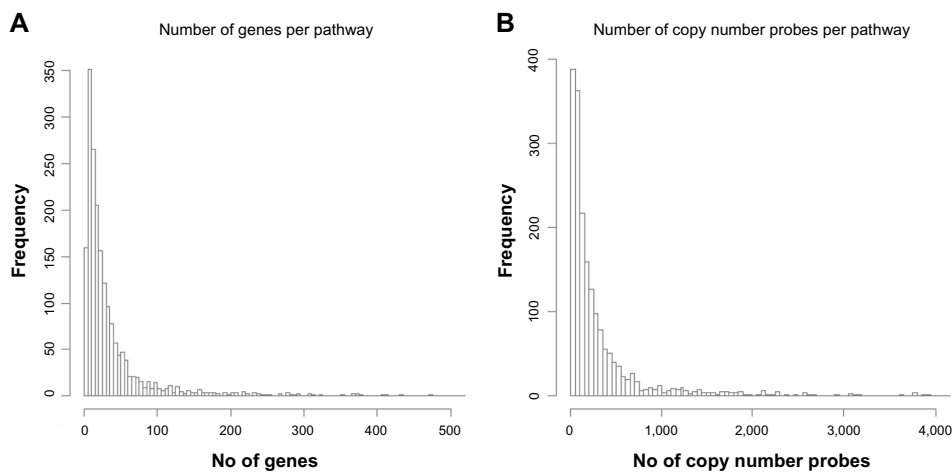 A
Number of genes per pathway
Frequency
350
300
250
200
150
100
50
0
0 100 200 300 400 500
No of genes
B
Number of copy number probes per pathway
Frequency
400
300
200
100
0
0 1,000 2,000 3,000 4,000
No of copy number probes